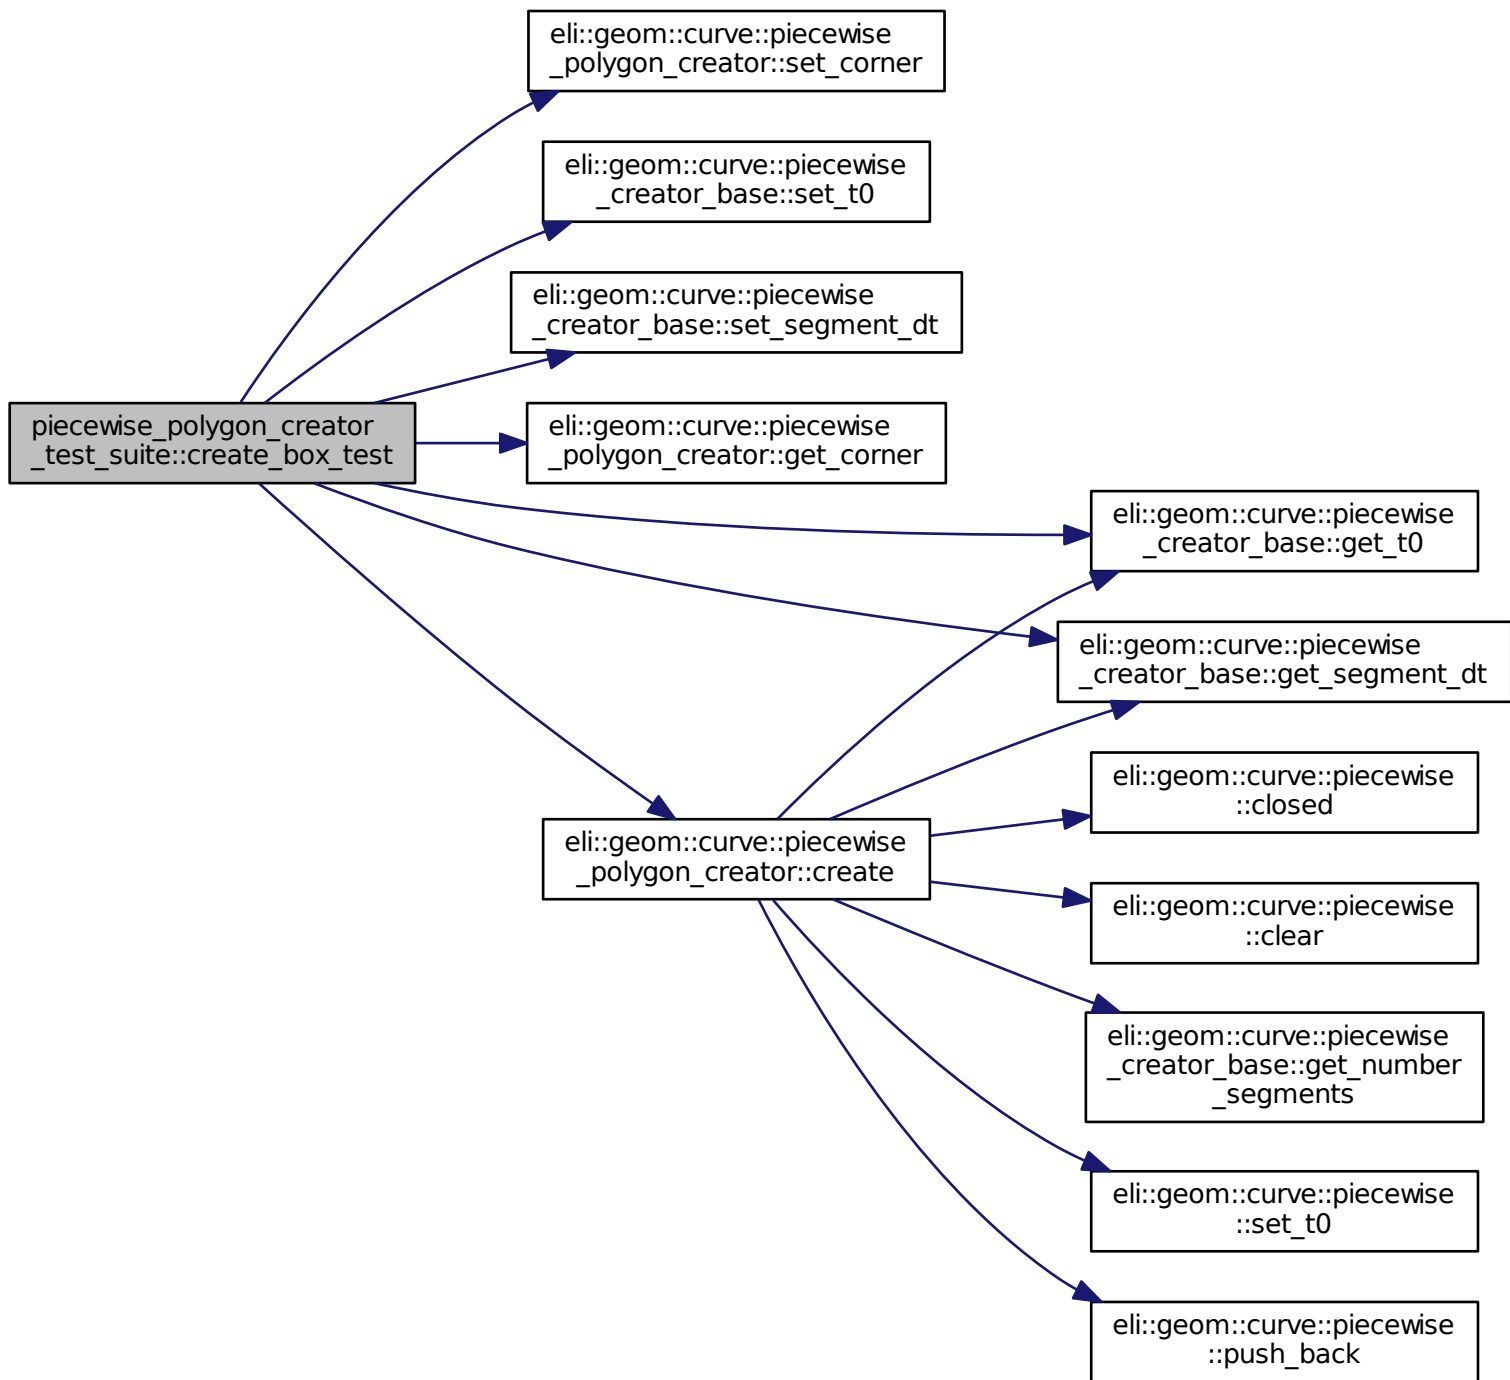 eli::geom::curve::piecewise
_polygon_creator::set_corner
eli::geom::curve::piecewise
_creator_base::set_t0
eli::geom::curve::piecewise
_creator_base::set_segment_dt
piecewise_polygon_creator
_test_suite::create_box_test
eli::geom::curve::piecewise
_polygon_creator::get_corner
eli::geom::curve::piecewise
_creator_base::get_t0
eli::geom::curve::piecewise
_creator_base::get_segment_dt
eli::geom::curve::piecewise
_polygon_creator::create
eli::geom::curve::piecewise
::closed
eli::geom::curve::piecewise
::clear
eli::geom::curve::piecewise
_creator_base::get_number
_segments
eli::geom::curve::piecewise
::set_t0
eli::geom::curve::piecewise
::push_back